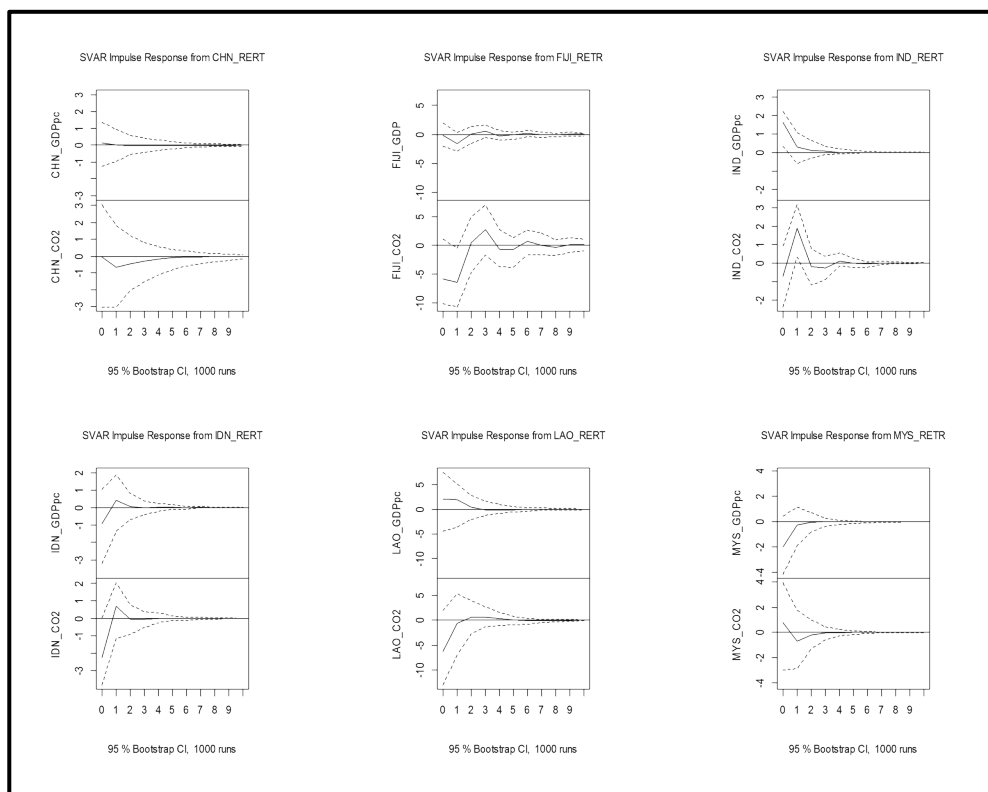 SVAR Impulse Response from CHN_RERT
CHN_GDPpc
3
2
1
0
-1
-3
CHN_CO2
3
2
1
0
-1
-3
0 1 2 3 4 5 6 7 8 9
95 % Bootstrap CI, 1000 runs
SVAR Impulse Response from FIJI_RETR
FIJI_GDP
5
0
-5
-10
FIJI_CO2
5
0
-5
-10
0 1 2 3 4 5 6 7 8 9
95 % Bootstrap CI, 1000 runs
SVAR Impulse Response from IND_RERT
IND_GDPpc
3
2
1
0
-2
IND_CO2
3
2
1
0
-2
0 1 2 3 4 5 6 7 8 9
95 % Bootstrap CI, 1000 runs
SVAR Impulse Response from IDN_RERT
IDN_GDPpc
2
1
0
-1
-3
IDN_CO2
2
1
0
-1
-3
0 1 2 3 4 5 6 7 8 9
95 % Bootstrap CI, 1000 runs
SVAR Impulse Response from LAO_RERT
LAO_GDPpc
5
0
-5
-10
LAO_CO2
5
0
-5
-10
0 1 2 3 4 5 6 7 8 9
95 % Bootstrap CI, 1000 runs
SVAR Impulse Response from MYS_RETR
MYS_GDPpc
4
2
0
-2
-4
MYS_CO2
4
2
0
-2
-4
0 1 2 3 4 5 6 7 8 9
95 % Bootstrap CI, 1000 runs